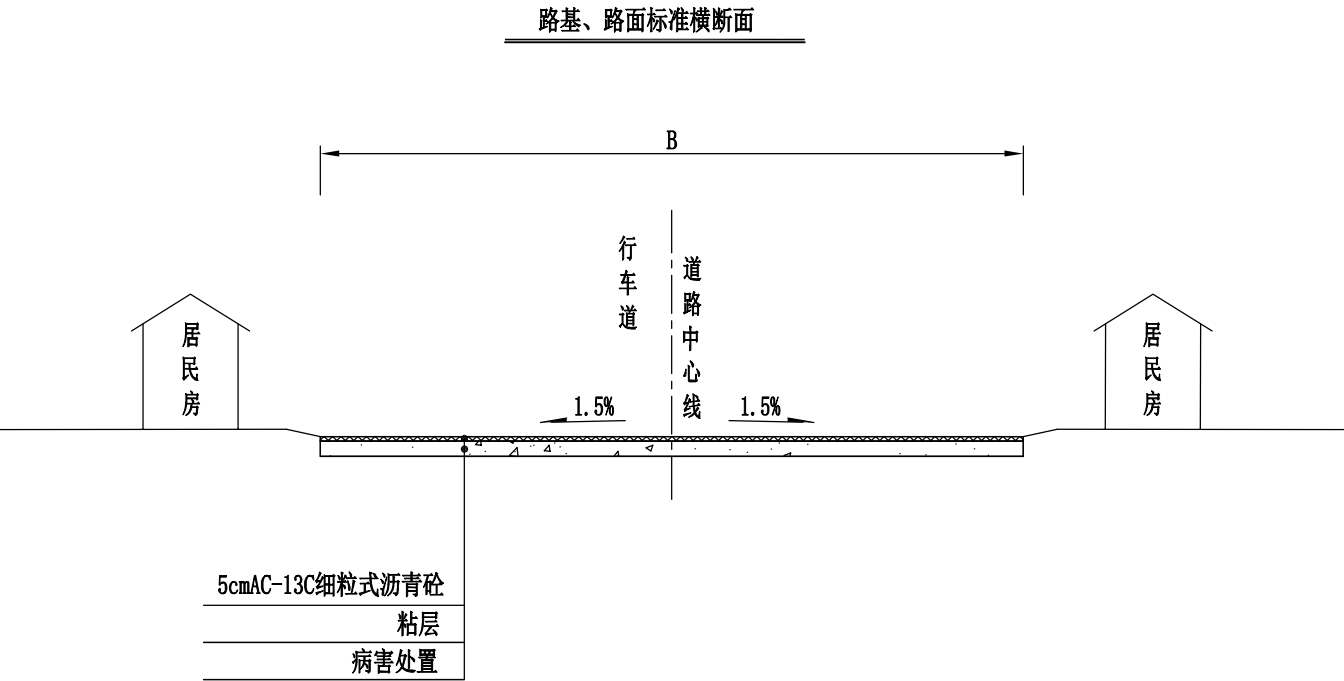 路基、路面标准横断面
B
行车道
道路中心线
居民房
居民房
1.5%
1.5%
5cmAC-13C细粒式沥青砼
粘层
病害处置